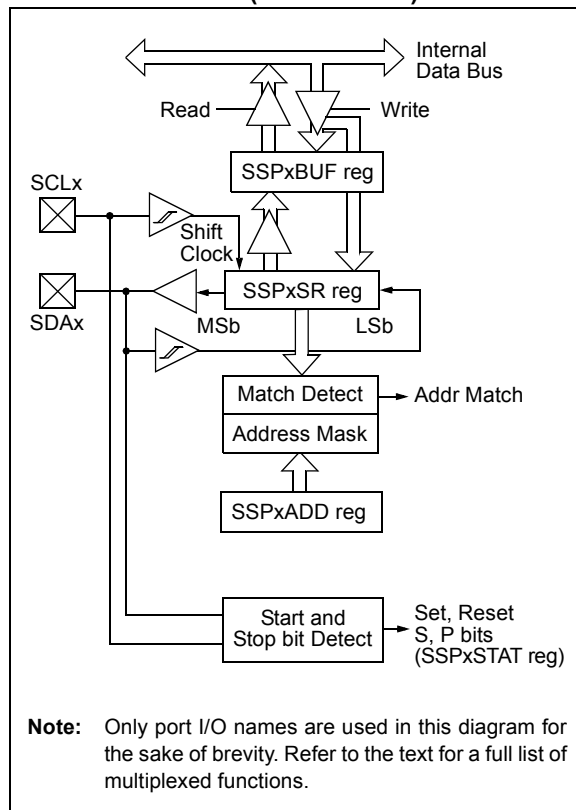 Internal
Data Bus
Read
Write
SSPxBUF reg
SCLx
Shift
Clock
SSPxSR reg
SDAx
MSb
LSb
Match Detect
Addr Match
Address Mask
SSPxADD reg
Start and
Stop bit Detect
Set, Reset
S, P bits
(SSPxSTAT reg)
Note: Only port I/O names are used in this diagram for
the sake of brevity. Refer to the text for a full list of
multiplexed functions.